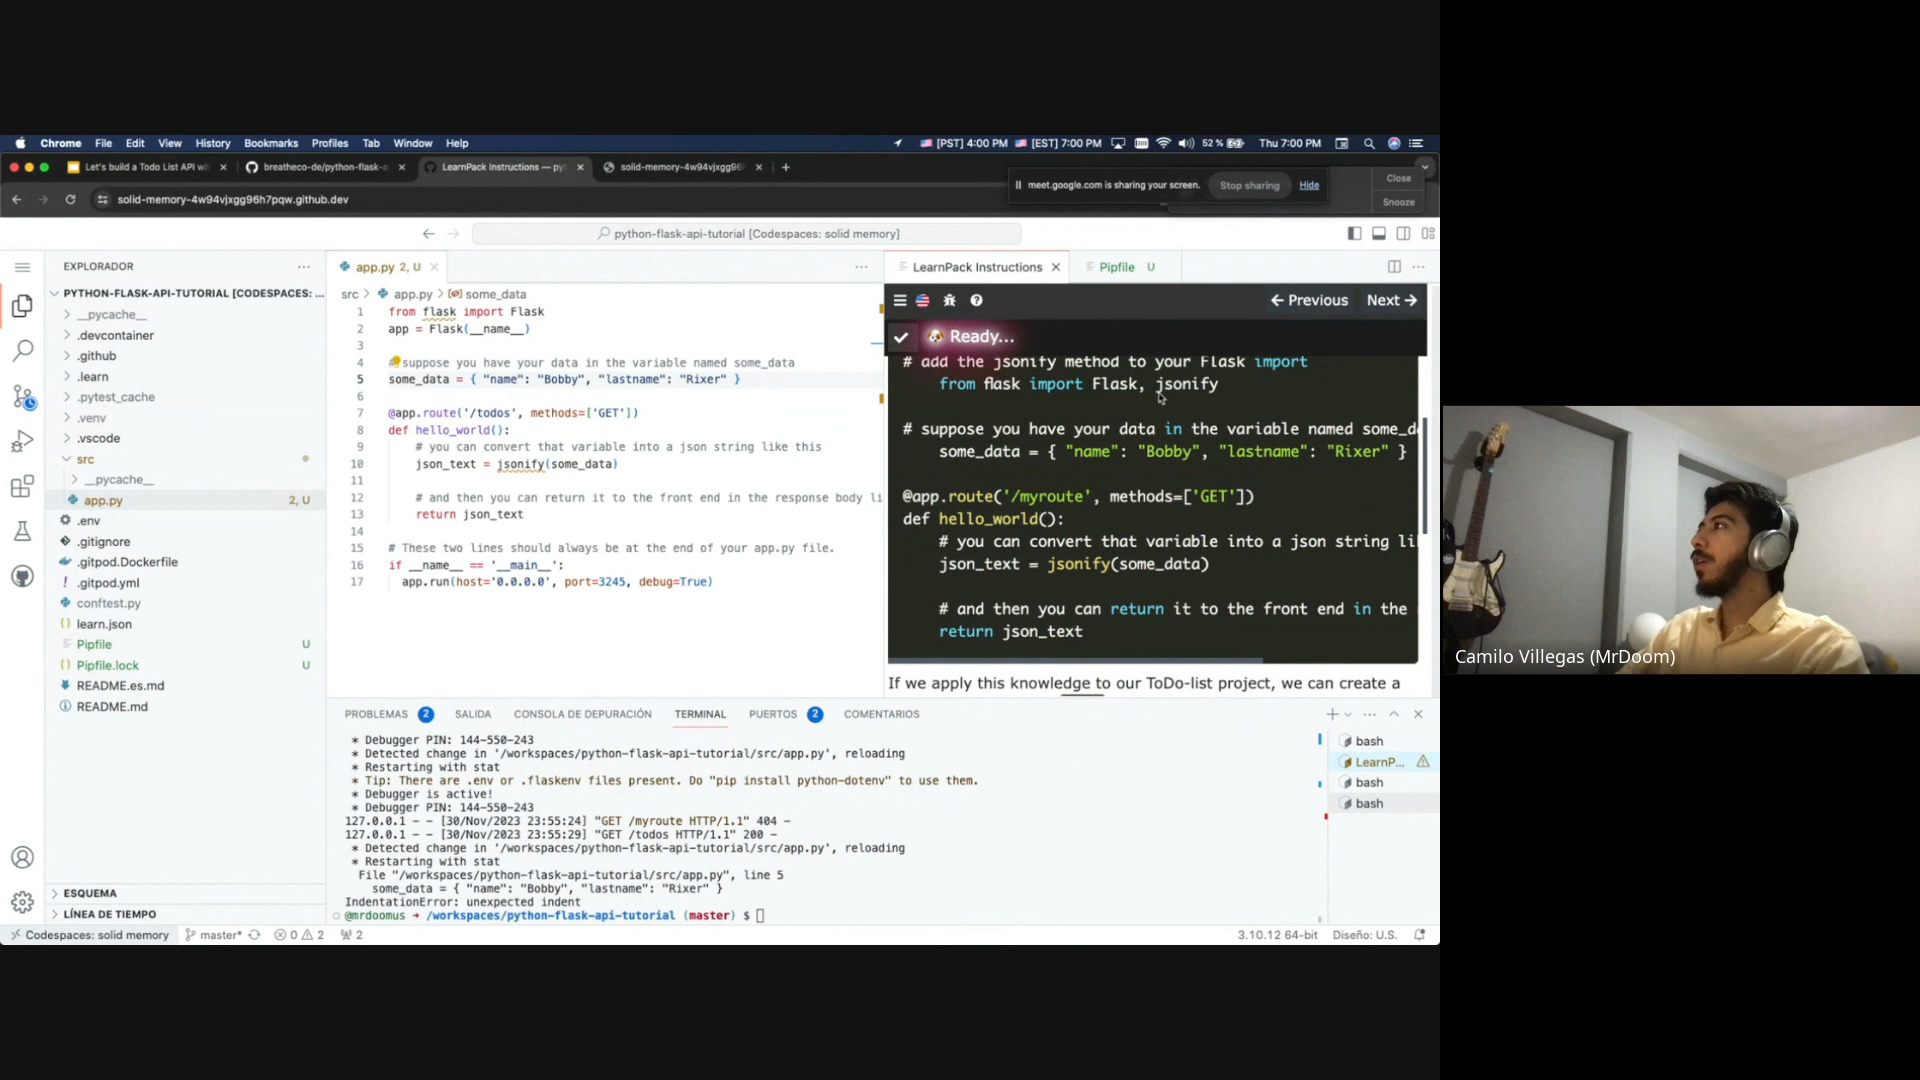 Chrome File Edit View History Bookmarks Profiles Tab Window Help
[PST] 4:00 PM [EST] 7:00 PM 52% Thu 7:00 PM
Let's build a Todo List API wi
breatheco-de/python-flask-a
LearnPack Instructions — pyt
solid-memory-4w94vjxgg96
meet.google.com is sharing your screen. Stop sharing Hide
Close
Snooze
solid-memory-4w94vjxgg96h7pqw.github.dev
python-flask-api-tutorial [Codespaces: solid memory]
EXPLORADOR
PYTHON-FLASK-API-TUTORIAL [CODESPACES: ...
__pycache__
.devcontainer
.github
.learn
.pytest_cache
.venv
.vscode
src
__pycache__
app.py 2, U
.env
.gitignore
.gitpod.Dockerfile
.gitpod.yml
conftest.py
learn.json
Pipfile U
Pipfile.lock U
README.es.md
README.md
ESQUEMA
LÍNEA DE TIEMPO
app.py 2, U
src > app.py > some_data
1 from flask import Flask
2 app = Flask(__name__)
3
4 #suppose you have your data in the variable named some_data
5 some_data = { "name": "Bobby", "lastname": "Rixer" }
6
7 @app.route('/todos', methods=['GET'])
8 def hello_world():
9 # you can convert that variable into a json string like this
10 json_text = jsonify(some_data)
11
12 # and then you can return it to the front end in the response body li
13 return json_text
14
15 # These two lines should always be at the end of your app.py file.
16 if __name__ == '__main__':
17 app.run(host='0.0.0.0', port=3245, debug=True)
LearnPack Instructions
Pipfile U
Previous Next
Ready...
# add the jsonify method to your Flask import
from flask import Flask, jsonify
# suppose you have your data in the variable named some_d
some_data = { "name": "Bobby", "lastname": "Rixer" }
@app.route('/myroute', methods=['GET'])
def hello_world():
# you can convert that variable into a json string li
json_text = jsonify(some_data)
# and then you can return it to the front end in the
return json_text
If we apply this knowledge to our ToDo-list project, we can create a
PROBLEMAS 2 SALIDA CONSOLA DE DEPURACIÓN TERMINAL PUERTOS 2 COMENTARIOS
* Debugger PIN: 144-550-243
* Detected change in '/workspaces/python-flask-api-tutorial/src/app.py', reloading
* Restarting with stat
* Tip: There are .env or .flaskenv files present. Do "pip install python-dotenv" to use them.
* Debugger is active!
* Debugger PIN: 144-550-243
127.0.0.1 - - [30/Nov/2023 23:55:24] "GET /myroute HTTP/1.1" 404 -
127.0.0.1 - - [30/Nov/2023 23:55:29] "GET /todos HTTP/1.1" 200 -
* Detected change in '/workspaces/python-flask-api-tutorial/src/app.py', reloading
* Restarting with stat
File "/workspaces/python-flask-api-tutorial/src/app.py", line 5
some_data = { "name": "Bobby", "lastname": "Rixer" }
IndentationError: unexpected indent
@mrdoomus → /workspaces/python-flask-api-tutorial (master) $
bash
LearnP...
bash
bash
Codespaces: solid memory master* 0 2 2
3.10.12 64-bit Diseño: U.S.
Camilo Villegas (MrDoom)